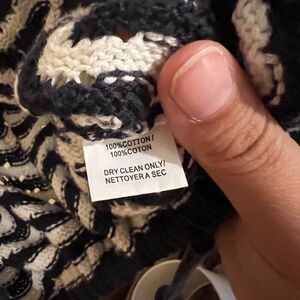 100%COTTON/
100%COTON
DRY CLEAN ONLY/
NETTOYER A SEC